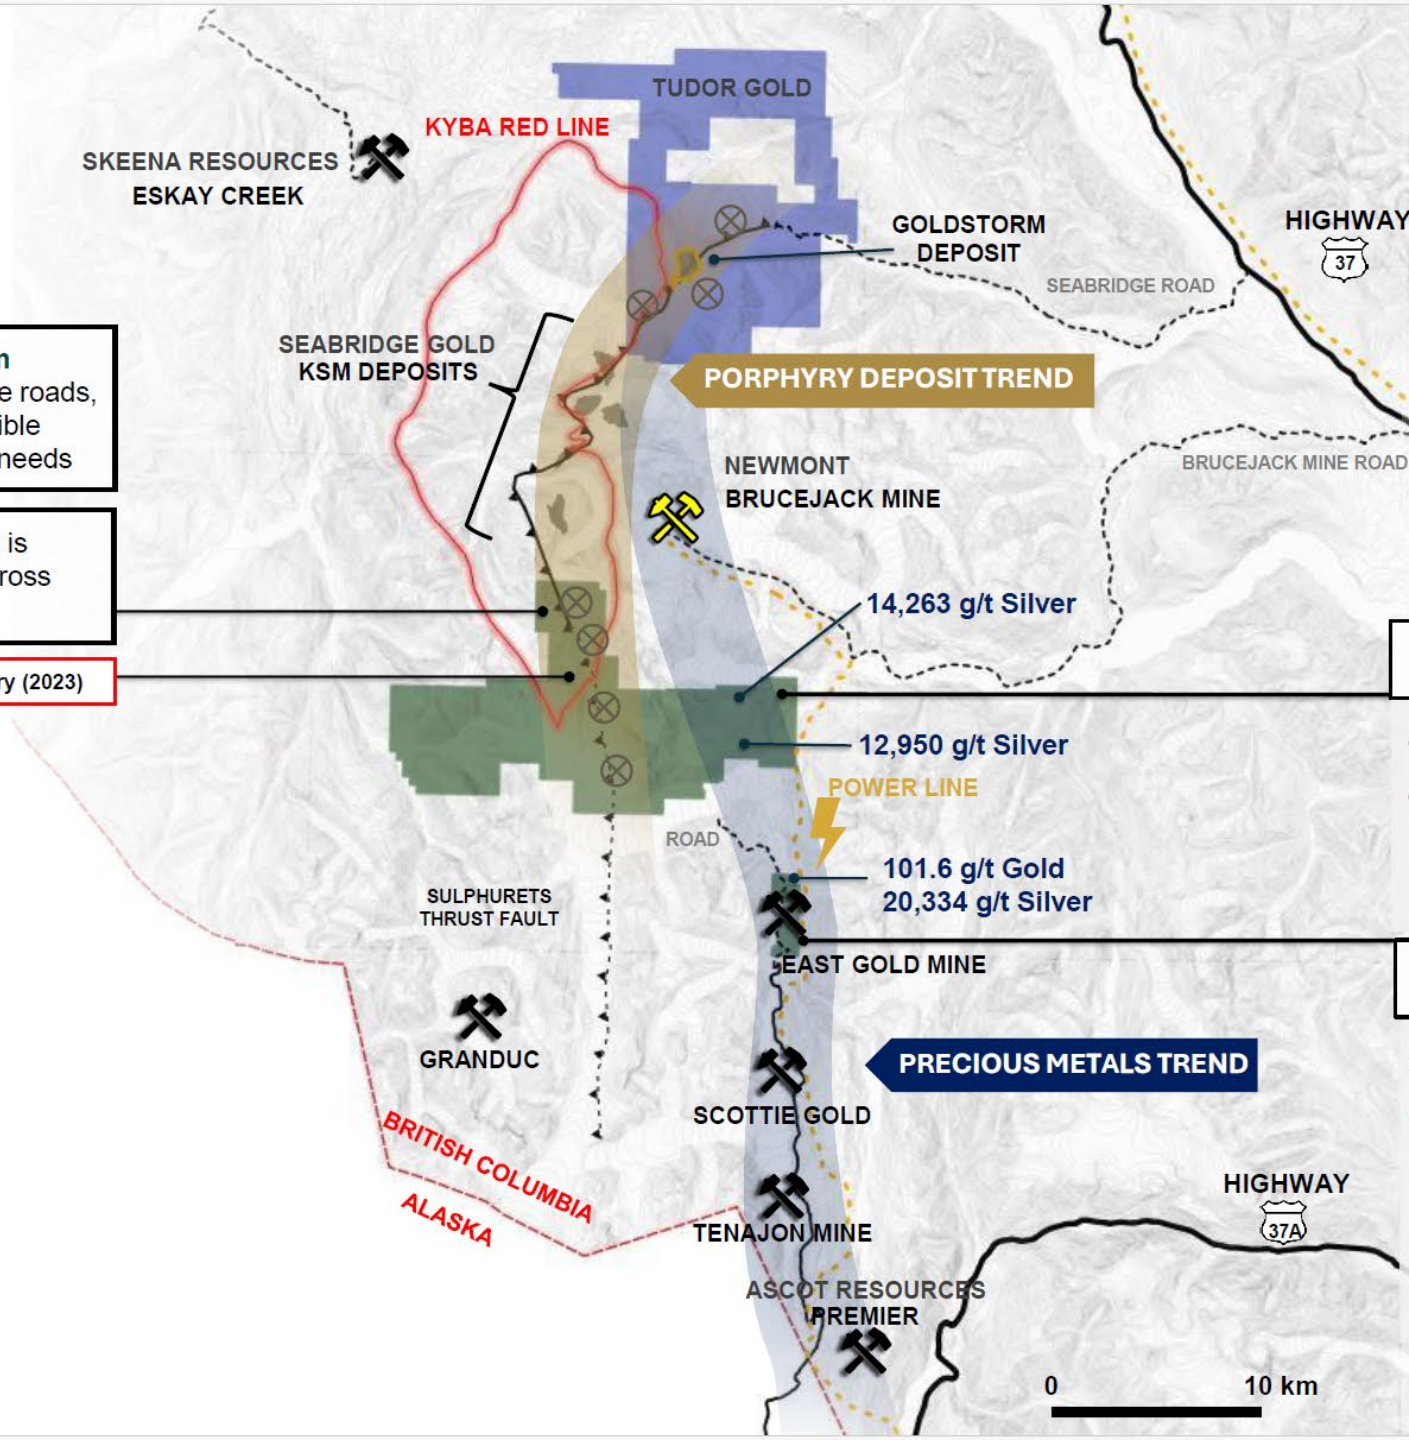 TUDOR GOLD
KYBA RED LINE
SKEENA RESOURCES
ESKAY CREEK
GOLDSTORM
DEPOSIT
HIGHWAY
37
SEABRIDGE ROAD
SEABRIDGE GOLD
KSM DEPOSITS
e roads,
ible
needs
PORPHYRY DEPOSIT TREND
NEWMONT
BRUCEJACK MINE
BRUCEJACK MINE ROAD
is
ross
14,263 g/t Silver
ry (2023)
12,950 g/t Silver
POWER LINE
ROAD
101.6 g/t Gold
20,334 g/t Silver
SULPHURETS
THRUST FAULT
EAST GOLD MINE
GRANDUC
PRECIOUS METALS TREND
SCOTTIE GOLD
BRITISH COLUMBIA
ALASKA
HIGHWAY
37A
TENAJON MINE
ASCOT RESOURCES
PREMIER
0 10 km